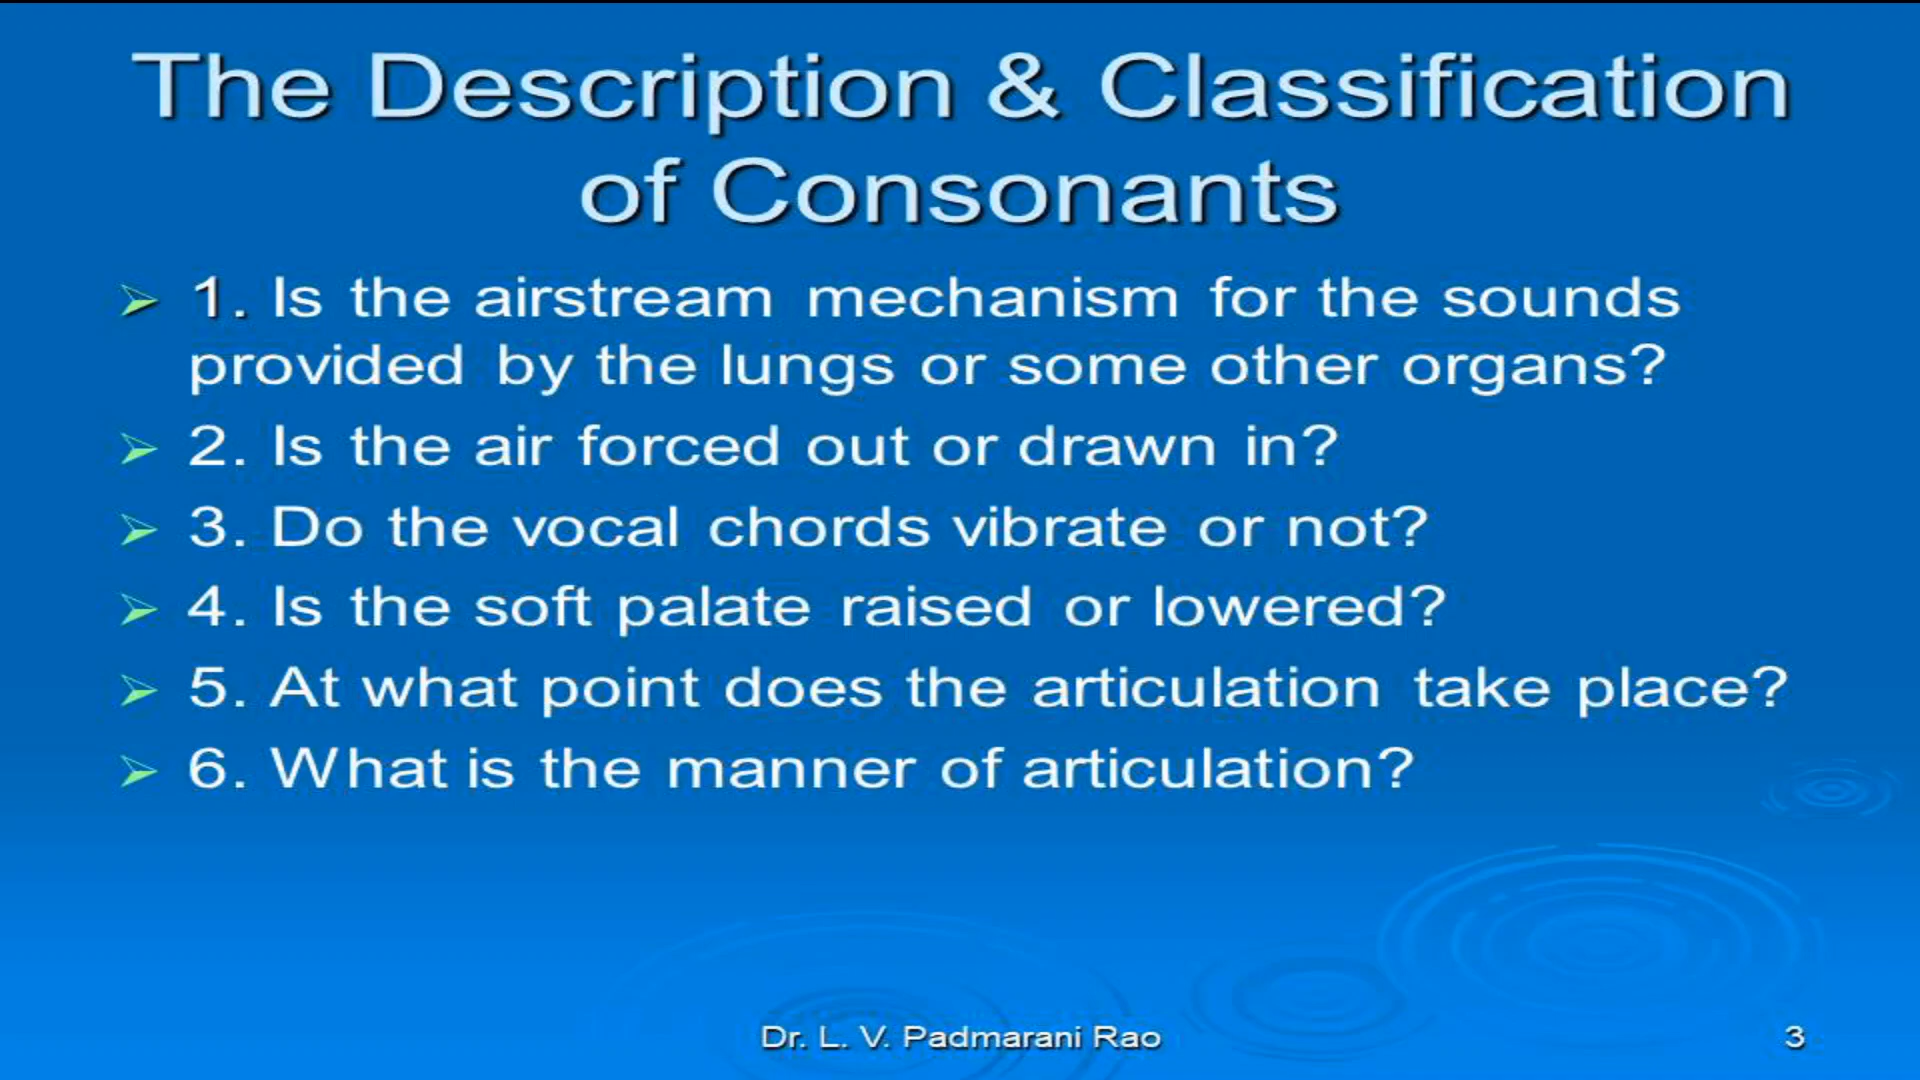 The Description & Classification
of Consonants
1. Is the airstream mechanism for the sounds
provided by the lungs or some other organs?
2. Is the air forced out or drawn in?
3. Do the vocal chords vibrate or not?
4. Is the soft palate raised or lowered?
5. At what point does the articulation take place?
6. What is the manner of articulation?
Dr. L. V. Padmarani Rao
3